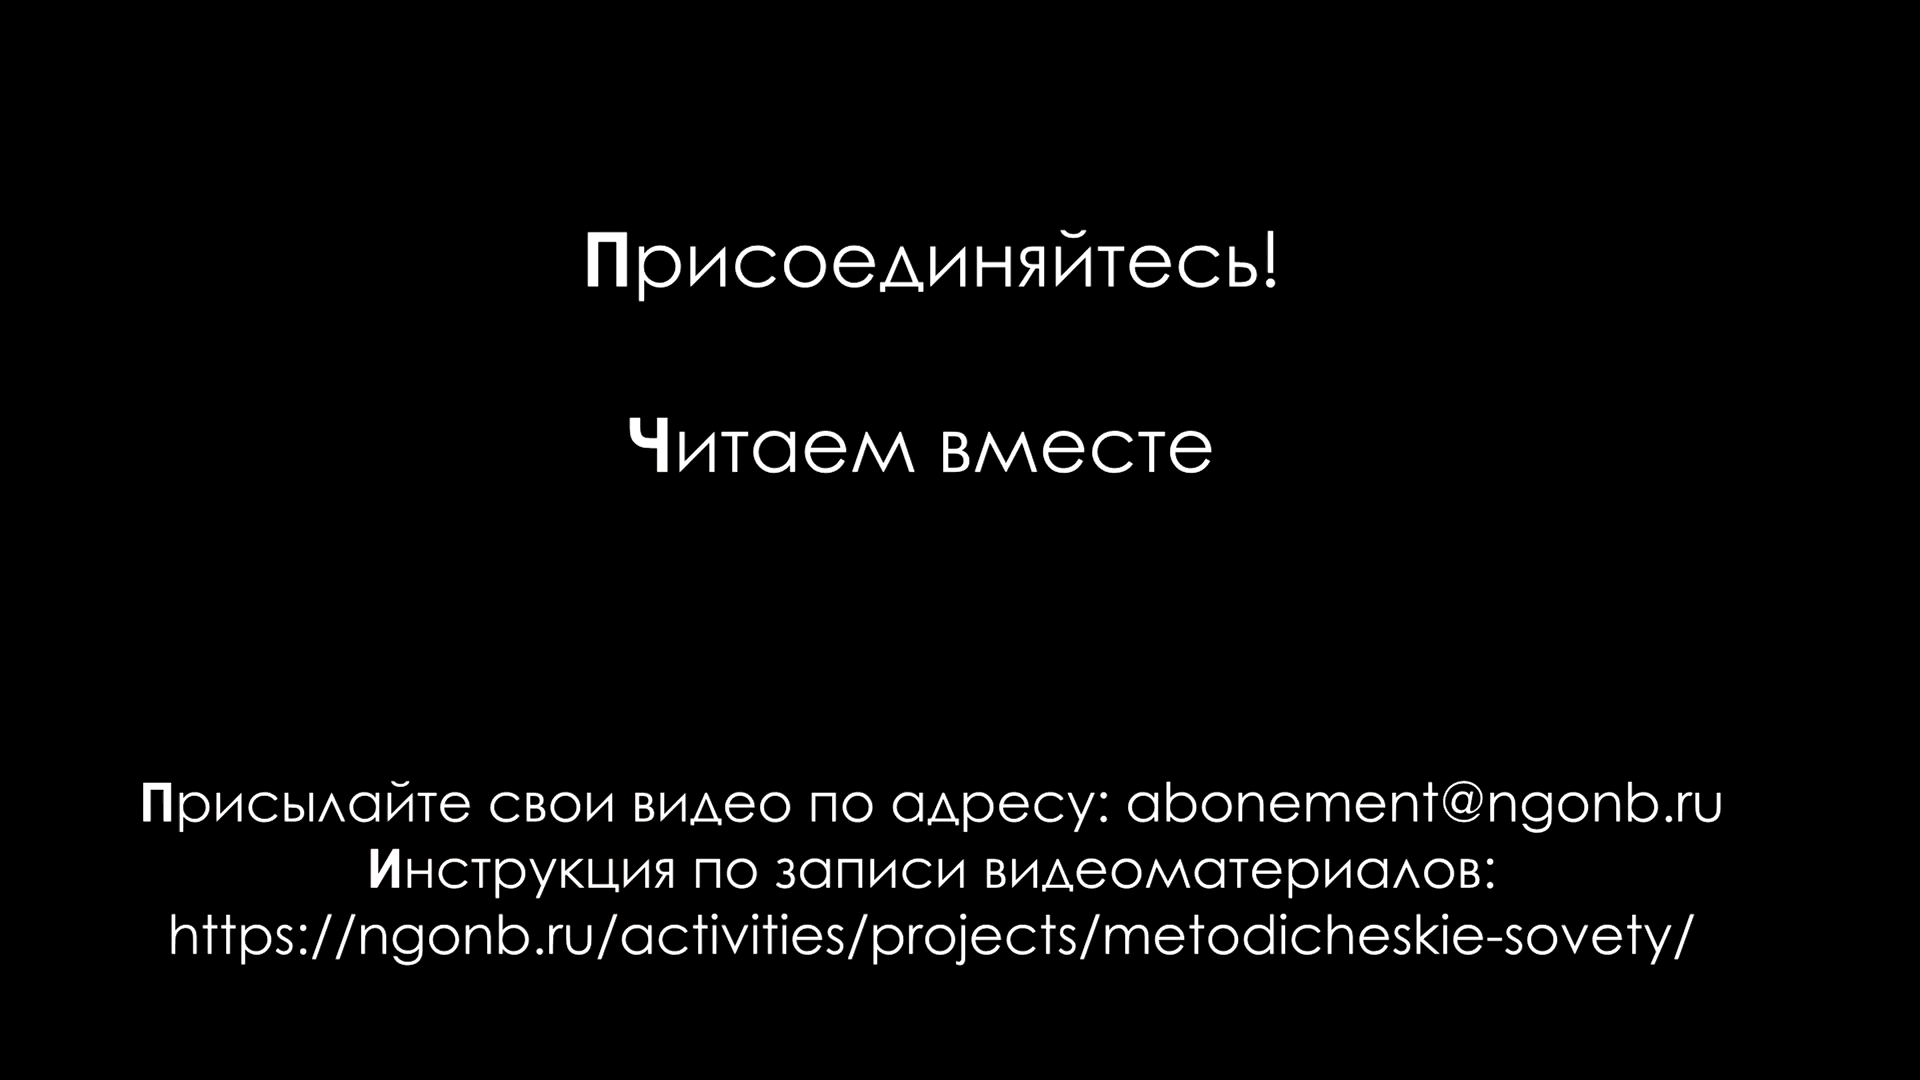 Присоединяйтесь!
Читаем вместе
Присылайте свои видео по адресу: abonement@ngonb.ru
Инструкция по записи видеоматериалов:
https://ngonb.ru/activities/projects/metodicheskie-sovety/